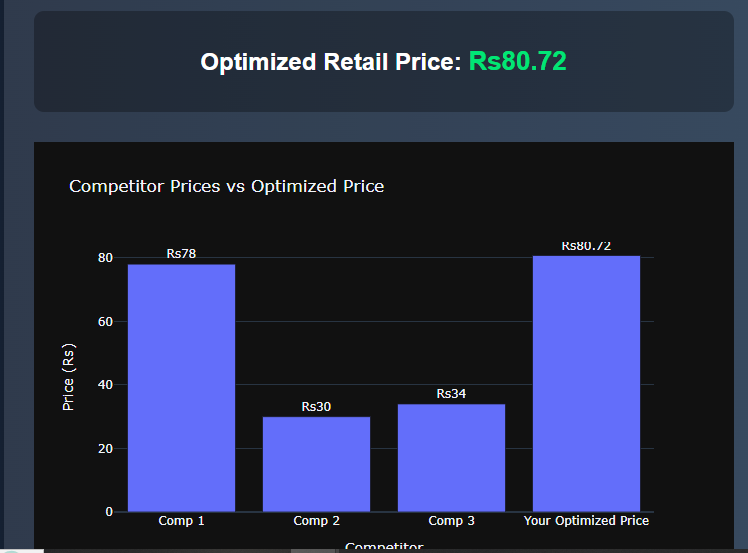 Optimized Retail Price: Rs80.72
Competitor Prices vs Optimized Price
Rs78
Rs30
Rs34
Rs80.72
80
60
40
20
0
Price (Rs)
Comp 1 Comp 2 Comp 3 Your Optimized Price
Competitor